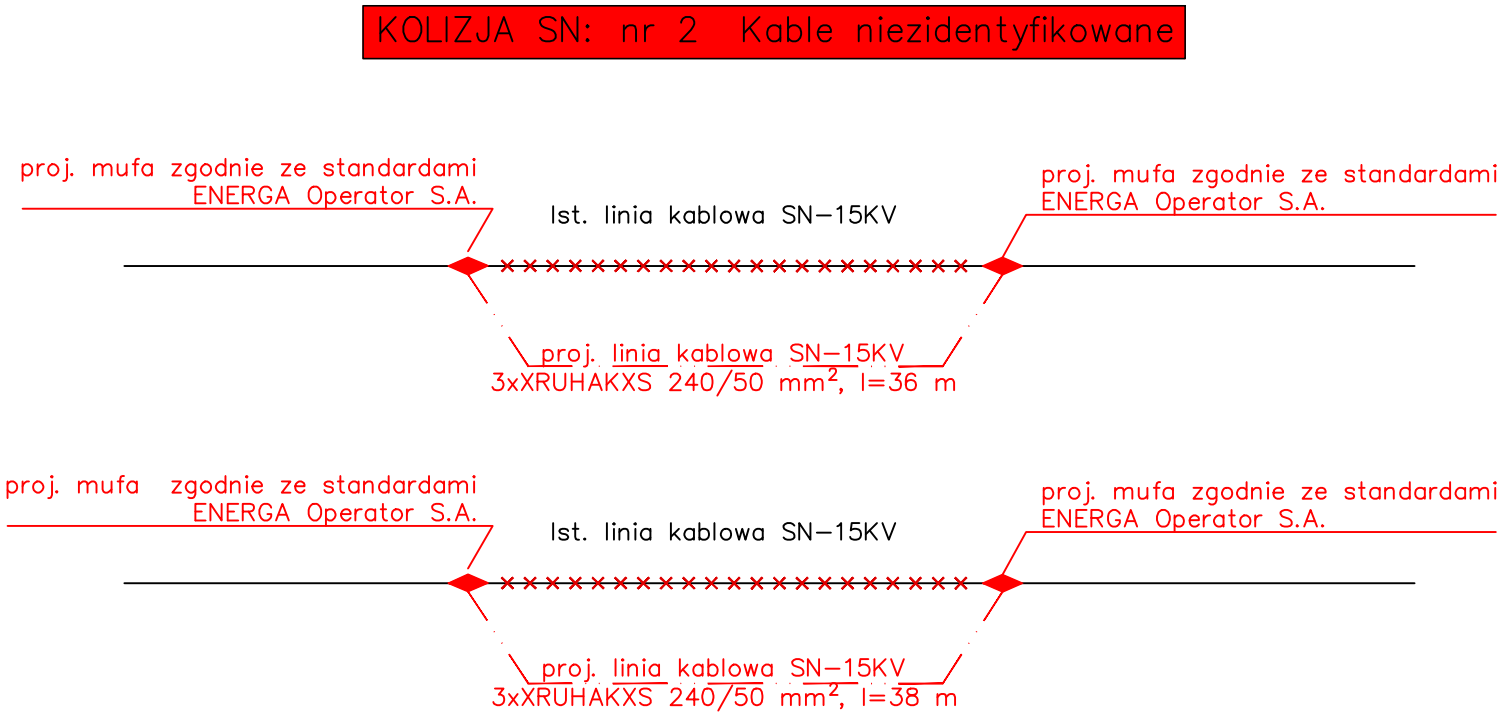 KOLIZJA SN: nr 2 Kable niezidentyfikowane
proj. mufa zgodnie ze standardami
ENERGA Operator S.A.
Ist. linia kablowa SN-15KV
proj. mufa zgodnie ze standardami
ENERGA Operator S.A.
proj. linia kablowa SN-15KV
3xXRUHAKXS 240/50 mm², l=36 m
proj. mufa zgodnie ze standardami
ENERGA Operator S.A.
Ist. linia kablowa SN-15KV
proj. mufa zgodnie ze standardami
ENERGA Operator S.A.
proj. linia kablowa SN-15KV
3xXRUHAKXS 240/50 mm², l=38 m